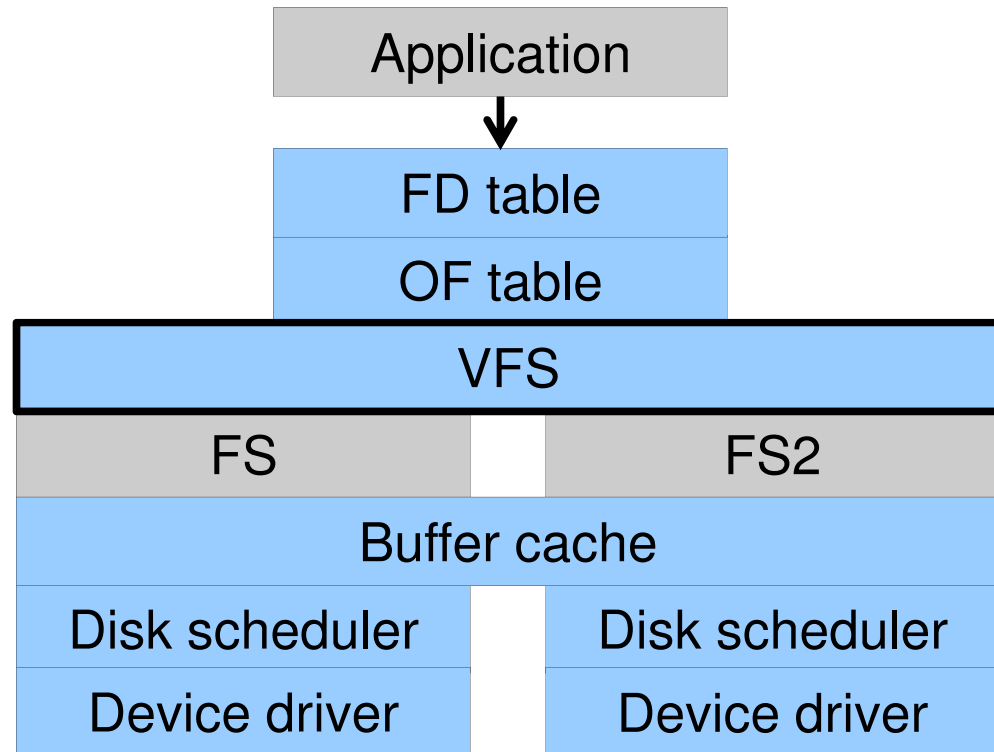 Application
FD table
OF table
VFS
FS
FS2
Buffer cache
Disk scheduler
Disk scheduler
Device driver
Device driver